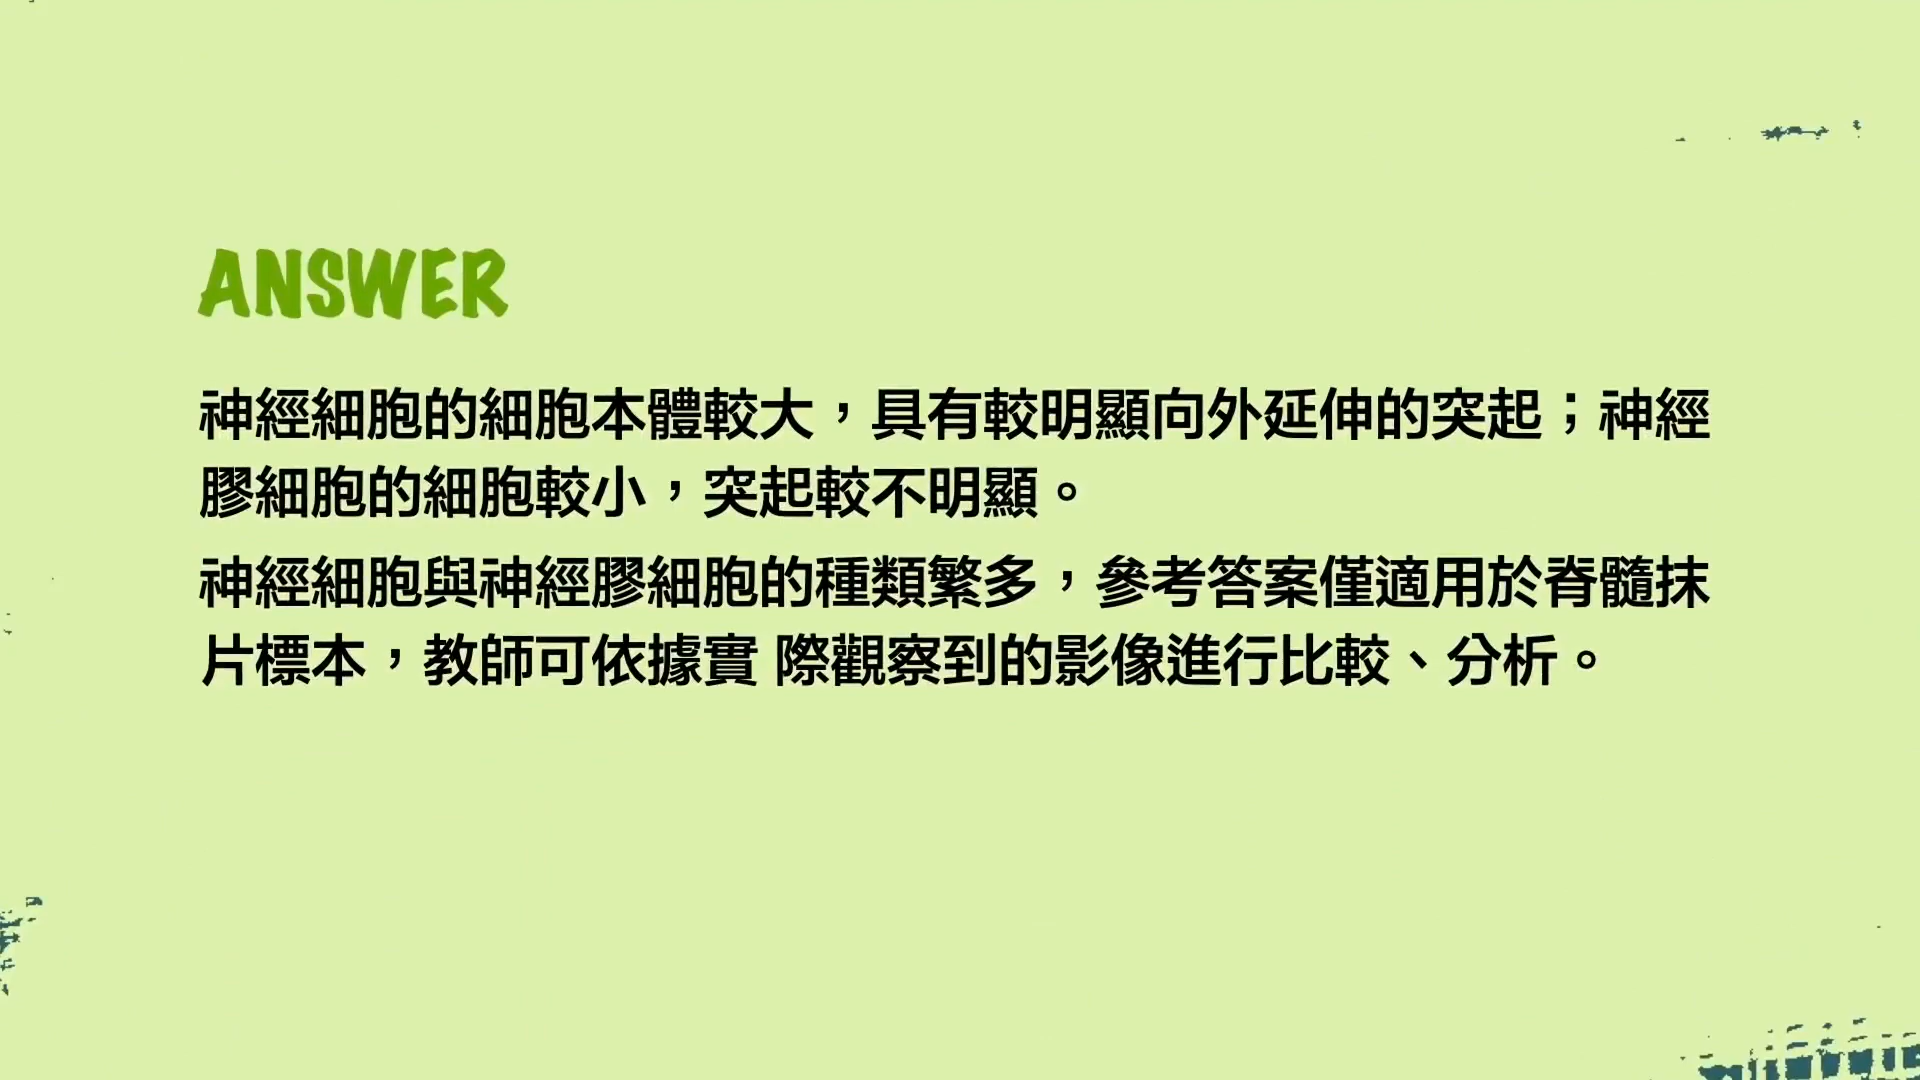 ANSWER
神經細胞的細胞本體較大，具有較明顯向外延伸的突起；神經
膠細胞的細胞較小，突起較不明顯。
神經細胞與神經膠細胞的種類繁多，參考答案僅適用於脊髓抹
片標本，教師可依據實 際觀察到的影像進行比較、分析。